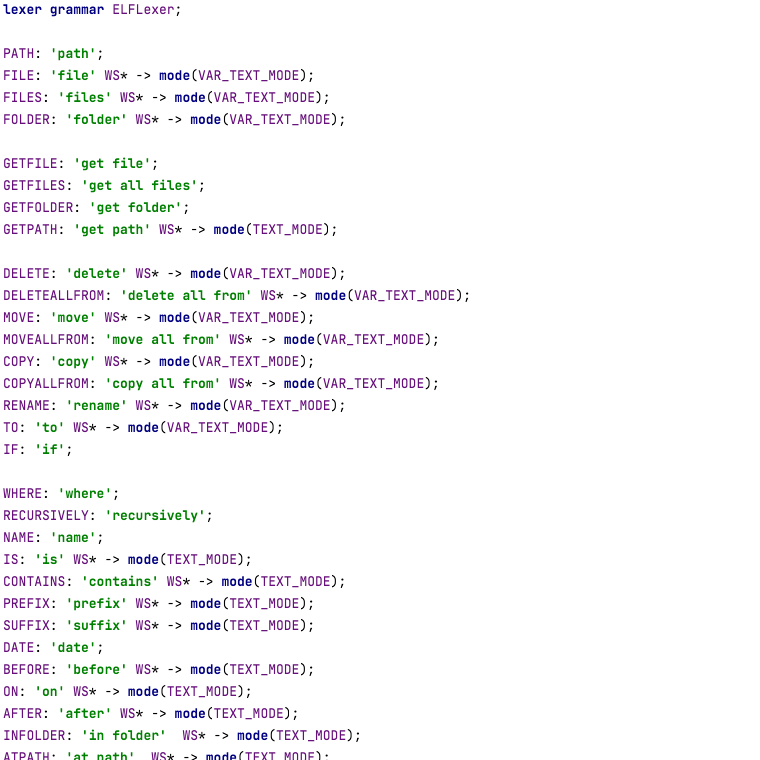 lexer grammar ELFLexer;
PATH: 'path';
FILE: 'file' WS* -> mode(VAR_TEXT_MODE);
FILES: 'files' WS* -> mode(VAR_TEXT_MODE);
FOLDER: 'folder' WS* -> mode(VAR_TEXT_MODE);
GETFILE: 'get file';
GETFILES: 'get all files';
GETFOLDER: 'get folder';
GETPATH: 'get path' WS* -> mode(TEXT_MODE);
DELETE: 'delete' WS* -> mode(VAR_TEXT_MODE);
DELETEALLFROM: 'delete all from' WS* -> mode(VAR_TEXT_MODE);
MOVE: 'move' WS* -> mode(VAR_TEXT_MODE);
MOVEALLFROM: 'move all from' WS* -> mode(VAR_TEXT_MODE);
COPY: 'copy' WS* -> mode(VAR_TEXT_MODE);
COPYALLFROM: 'copy all from' WS* -> mode(VAR_TEXT_MODE);
RENAME: 'rename' WS* -> mode(VAR_TEXT_MODE);
TO: 'to' WS* -> mode(VAR_TEXT_MODE);
IF: 'if';
WHERE: 'where';
RECURSIVELY: 'recursively';
NAME: 'name';
IS: 'is' WS* -> mode(TEXT_MODE);
CONTAINS: 'contains' WS* -> mode(TEXT_MODE);
PREFIX: 'prefix' WS* -> mode(TEXT_MODE);
SUFFIX: 'suffix' WS* -> mode(TEXT_MODE);
DATE: 'date';
BEFORE: 'before' WS* -> mode(TEXT_MODE);
ON: 'on' WS* -> mode(TEXT_MODE);
AFTER: 'after' WS* -> mode(TEXT_MODE);
INFOLDER: 'in folder'  WS* -> mode(TEXT_MODE);
ATPATH: 'at path'  WS* -> mode(TEXT_MODE);